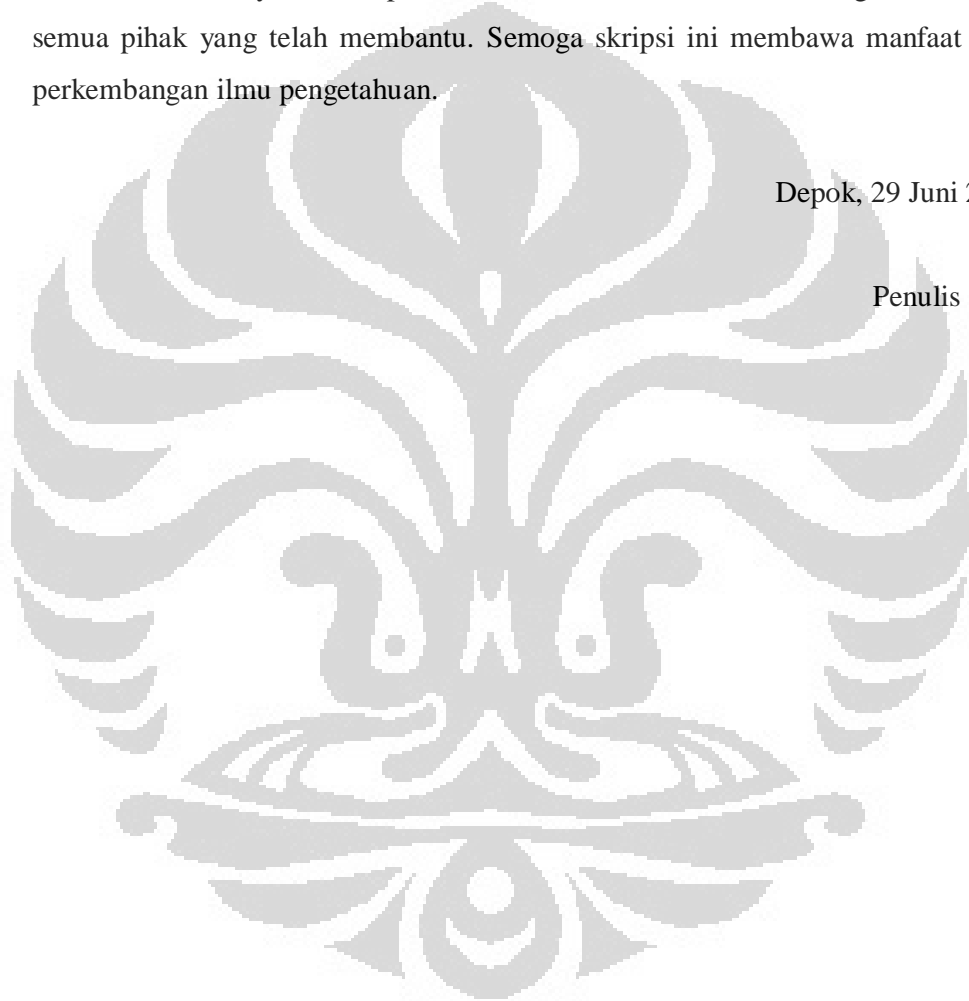 semua pihak yang telah membantu. Semoga skripsi ini membawa manfaat
perkembangan ilmu pengetahuan.
Depok, 29 Juni
Penulis